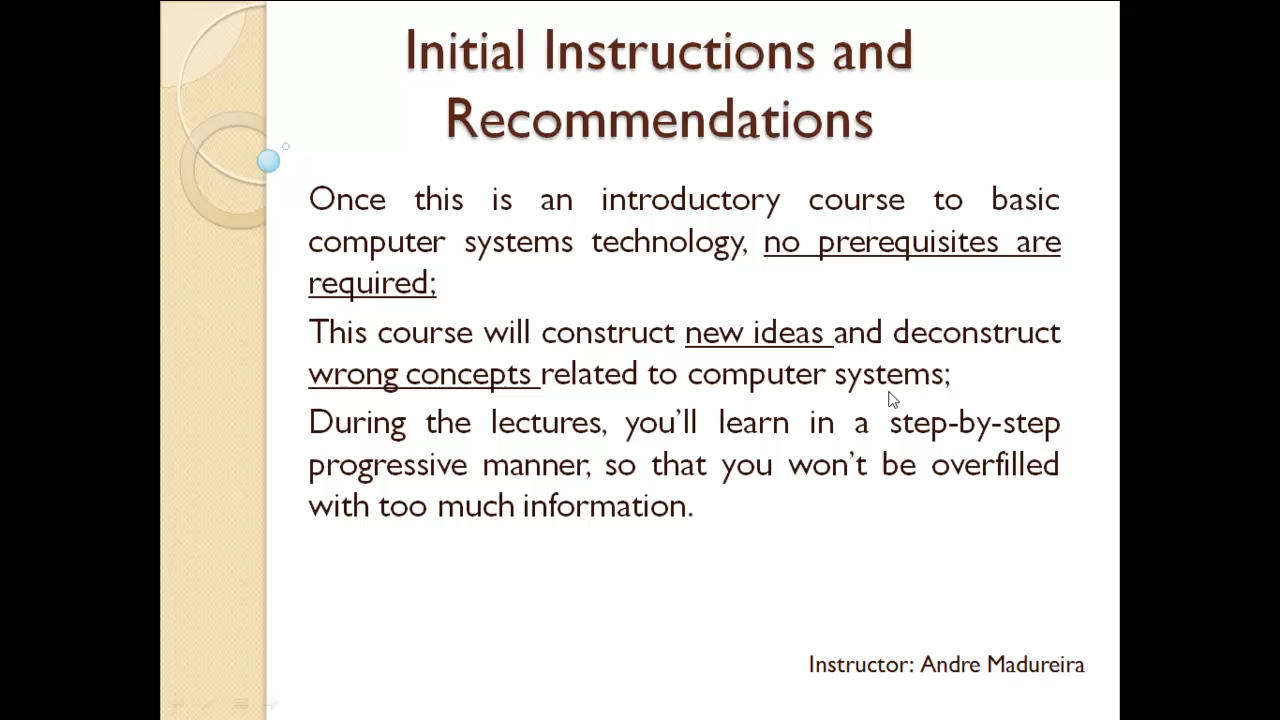 Initial Instructions and
Recommendations
Once this is an introductory course to basic
computer systems technology, no prerequisites are
required;
This course will construct new ideas and deconstruct
wrong concepts related to computer systems;
During the lectures, you’ll learn in a step-by-step
progressive manner, so that you won’t be overfilled
with too much information.
Instructor: Andre Madureira